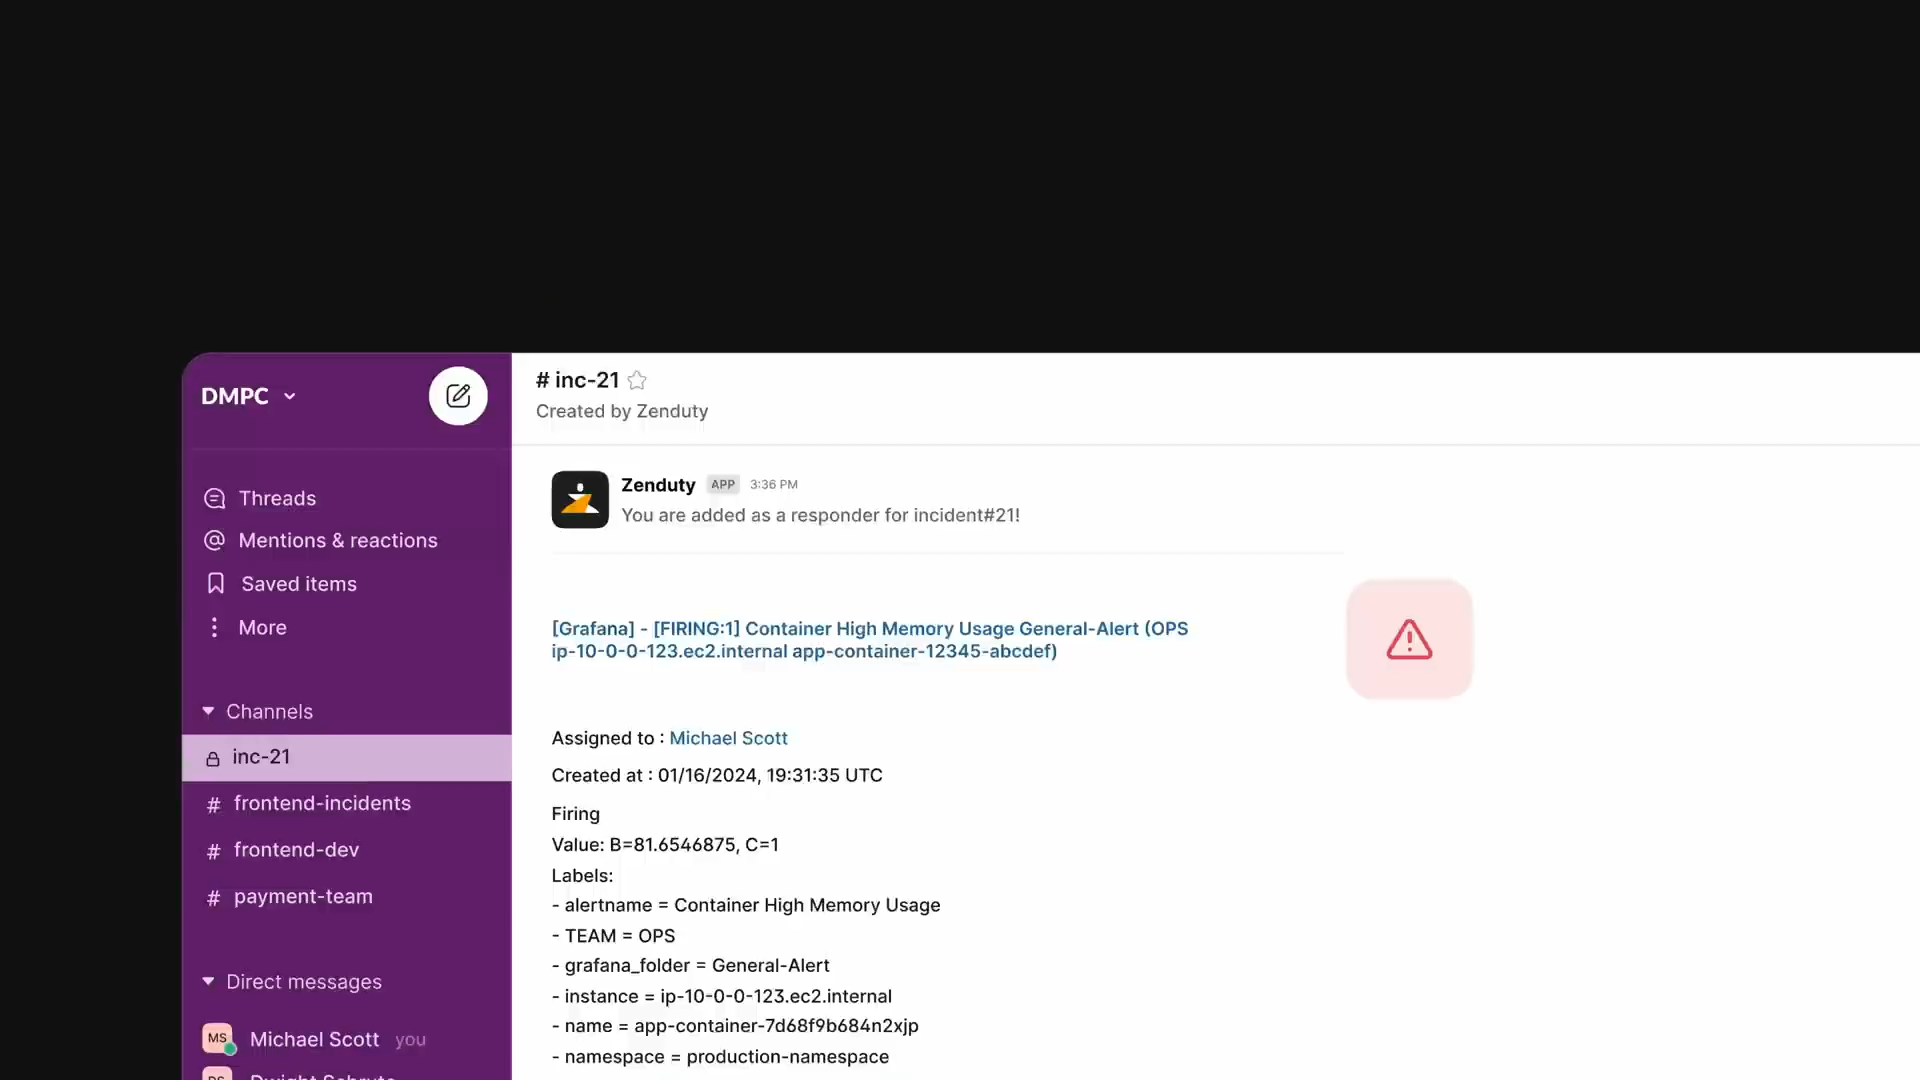 DMPC
Threads
Mentions & reactions
Saved items
More
Channels
inc-21
# frontend-incidents
# frontend-dev
# payment-team
Direct messages
MS Michael Scott you
# inc-21
Created by Zenduty
Zenduty APP 3:36 PM
You are added as a responder for incident#21!
[Grafana] - [FIRING:1] Container High Memory Usage General-Alert (OPS
ip-10-0-0-123.ec2.internal app-container-12345-abcdef)
Assigned to : Michael Scott
Created at : 01/16/2024, 19:31:35 UTC
Firing
Value: B=81.6546875, C=1
Labels:
- alertname = Container High Memory Usage
- TEAM = OPS
- grafana_folder = General-Alert
- instance = ip-10-0-0-123.ec2.internal
- name = app-container-7d68f9b684n2xjp
- namespace = production-namespace